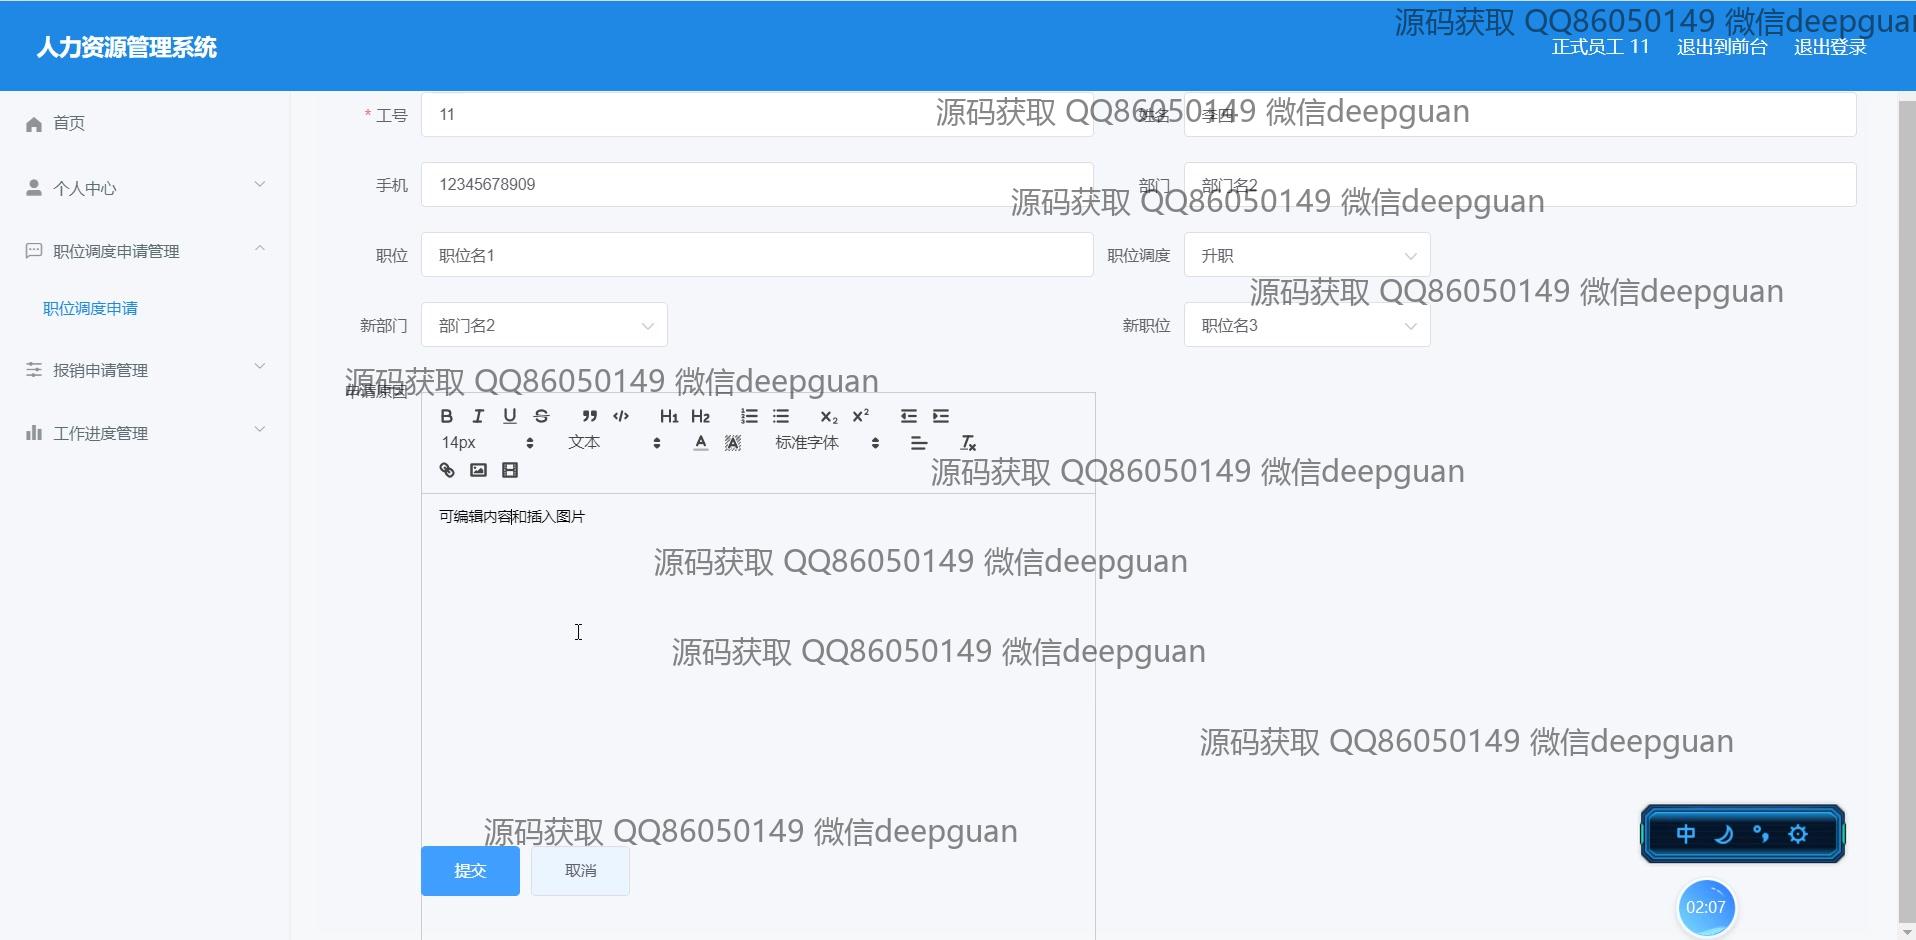 源码获取 QQ86050149 微信deepguan
人力资源管理系统
正式员工 11 退出到前台 退出登录
首页
个人中心
职位调度申请管理
职位调度申请
报销申请管理
工作进度管理
* 工号 11
源码获取 QQ86050149 微信deepguan
姓名 李四
手机 12345678909
部门 部门名2
源码获取 QQ86050149 微信deepguan
职位 职位名1
职位调度 升职
源码获取 QQ86050149 微信deepguan
新部门 部门名2
新职位 职位名3
源码获取 QQ86050149 微信deepguan
申请原因
B I U S H1 H2 X2 X2
14px 文本 A A 标准字体 Tx
源码获取 QQ86050149 微信deepguan
可编辑内容和插入图片
源码获取 QQ86050149 微信deepguan
源码获取 QQ86050149 微信deepguan
源码获取 QQ86050149 微信deepguan
源码获取 QQ86050149 微信deepguan
中
提交 取消
02:07